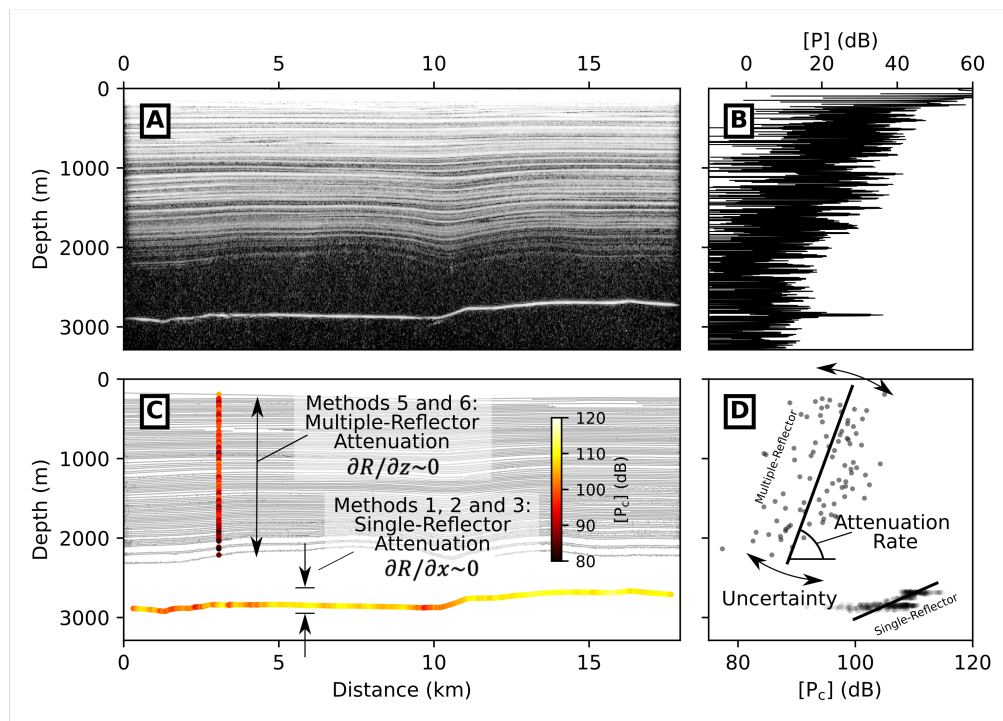 [P] (dB)
0 5 10 15
0 20 40 60
0
1000
2000
3000
Depth (m)
A
B
0
1000
2000
3000
Depth (m)
C
Methods 5 and 6:
Multiple-Reflector
Attenuation
∂R/∂z~0
Methods 1, 2 and 3:
Single-Reflector
Attenuation
∂R/∂x~0
120
110
100
90
80
[Pc] (dB)
D
Multiple-Reflector
Attenuation
Rate
Uncertainty
Single-Reflector
0 5 10 15
Distance (km)
80 100 120
[Pc] (dB)